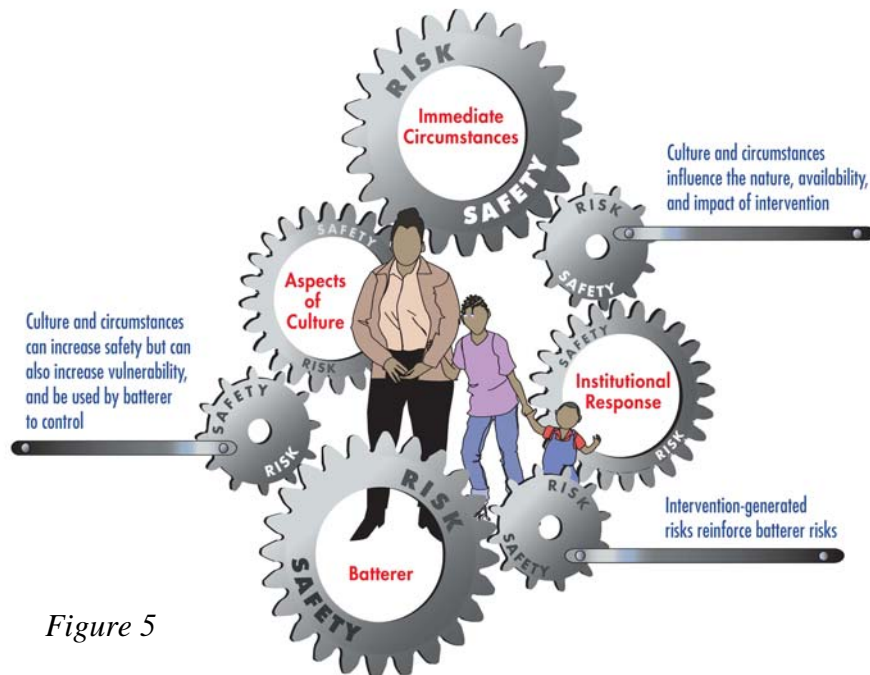 RISK
Immediate
Circumstances
SAFETY
Culture and circumstances
influence the nature, availability,
and impact of intervention
RISK
SAFETY
SAFETY
Aspects
of
Culture
RISK
Culture and circumstances
can increase safety but can
also increase vulnerability,
and be used by batterer
to control
SAFETY
RISK
SAFETY
Institutional
Response
RISK
RISK
SAFETY
Intervention-generated
risks reinforce batterer risks
RISK
Batterer
SAFETY
Figure 5